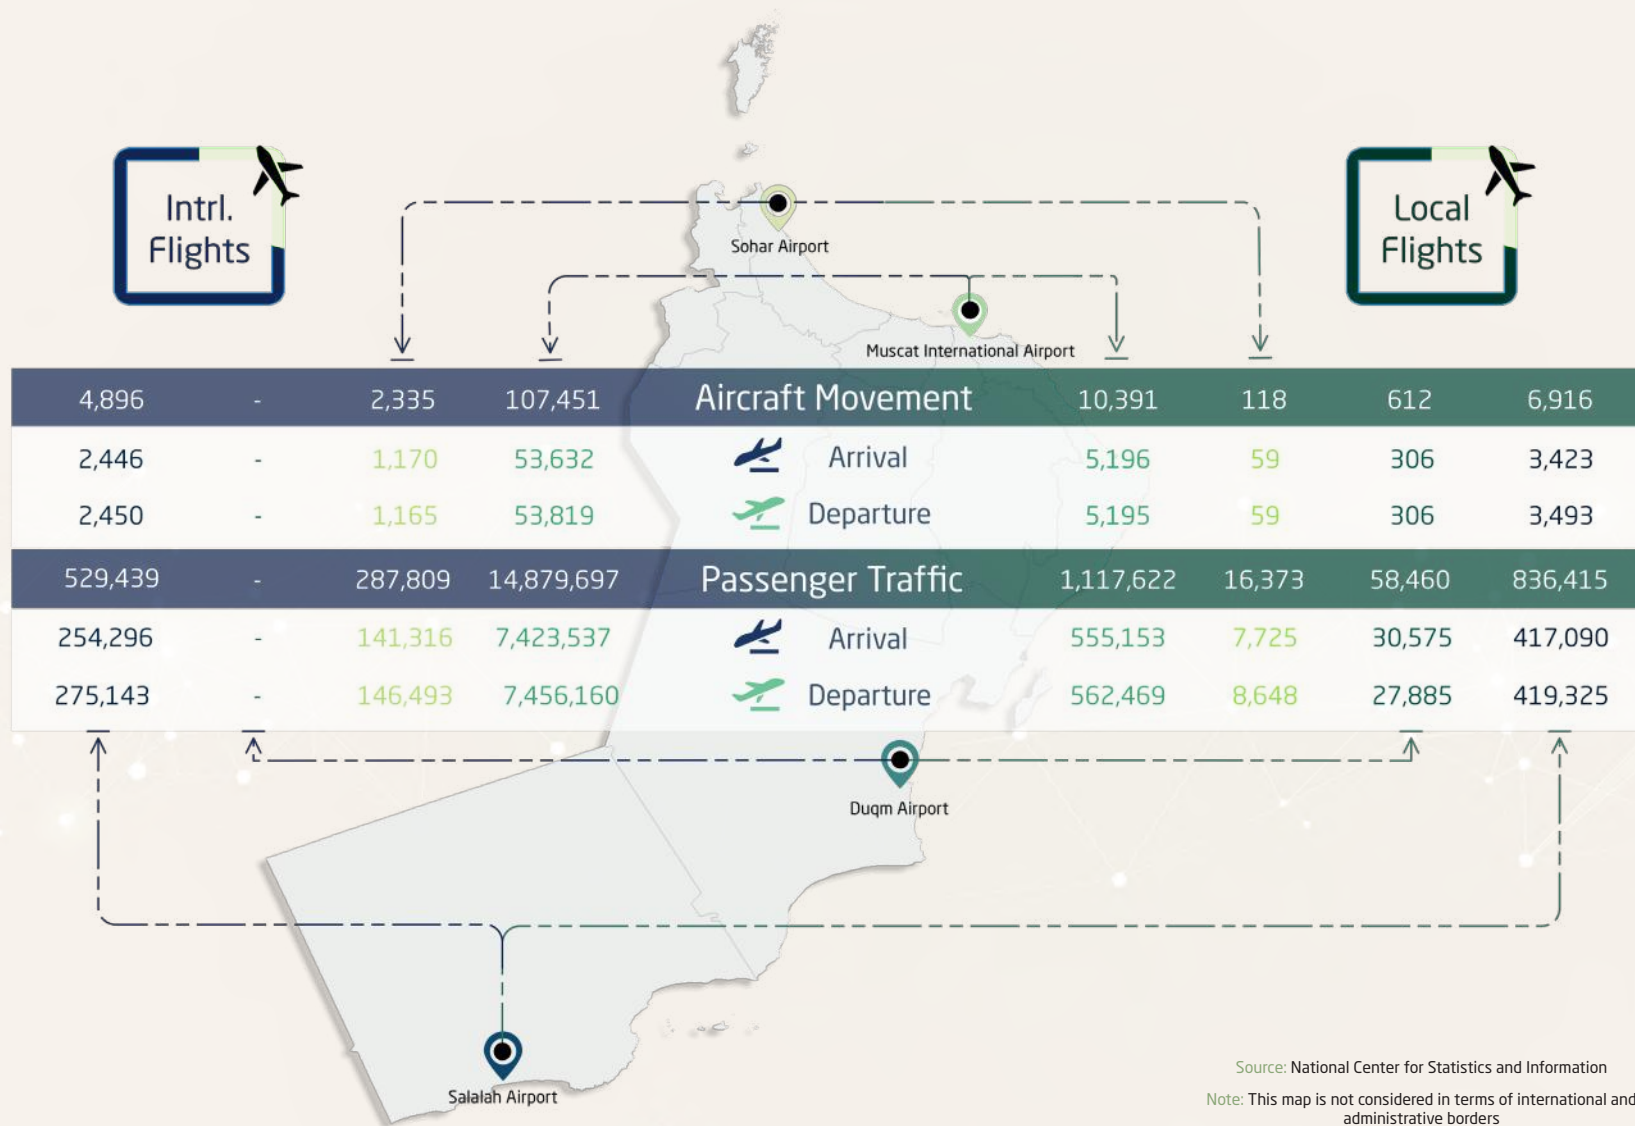 Intrl.
Flights
Local
Flights
Sohar Airport
Muscat International Airport
4,896 - 2,335 107,451 Aircraft Movement 10,391 118 612 6,916
2,446 - 1,170 53,632 Arrival 5,196 59 306 3,423
2,450 - 1,165 53,819 Departure 5,195 59 306 3,493
529,439 - 287,809 14,879,697 Passenger Traffic 1,117,622 16,373 58,460 836,415
254,296 - 141,316 7,423,537 Arrival 555,153 7,725 30,575 417,090
275,143 - 146,493 7,456,160 Departure 562,469 8,648 27,885 419,325
Duqm Airport
Salalah Airport
Source: National Center for Statistics and Information
Note: This map is not considered in terms of international and
administrative borders